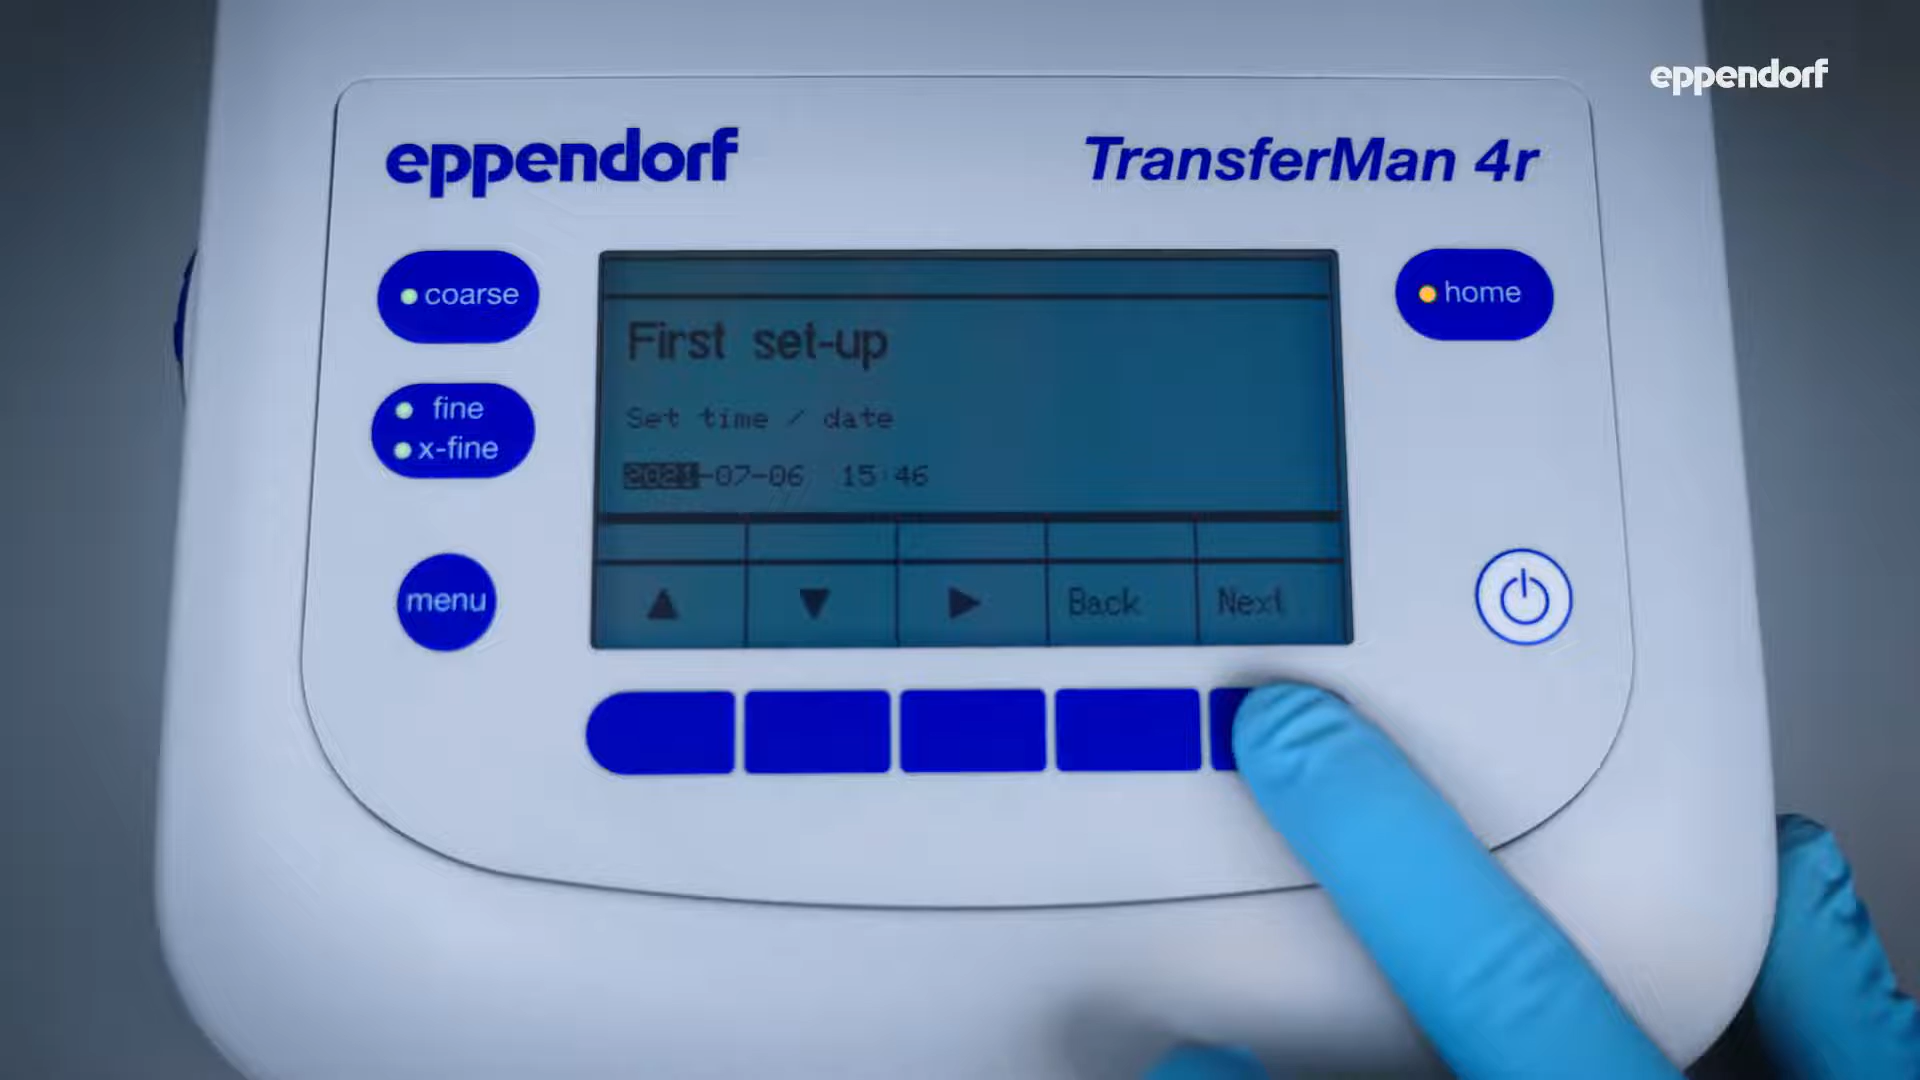 eppendorf
eppendorf
TransferMan 4r
coarse
home
First set-up
fine
Set time / date
x-fine
2021-07-06 15:46
menu
▲ ▼ ▶ Back Next